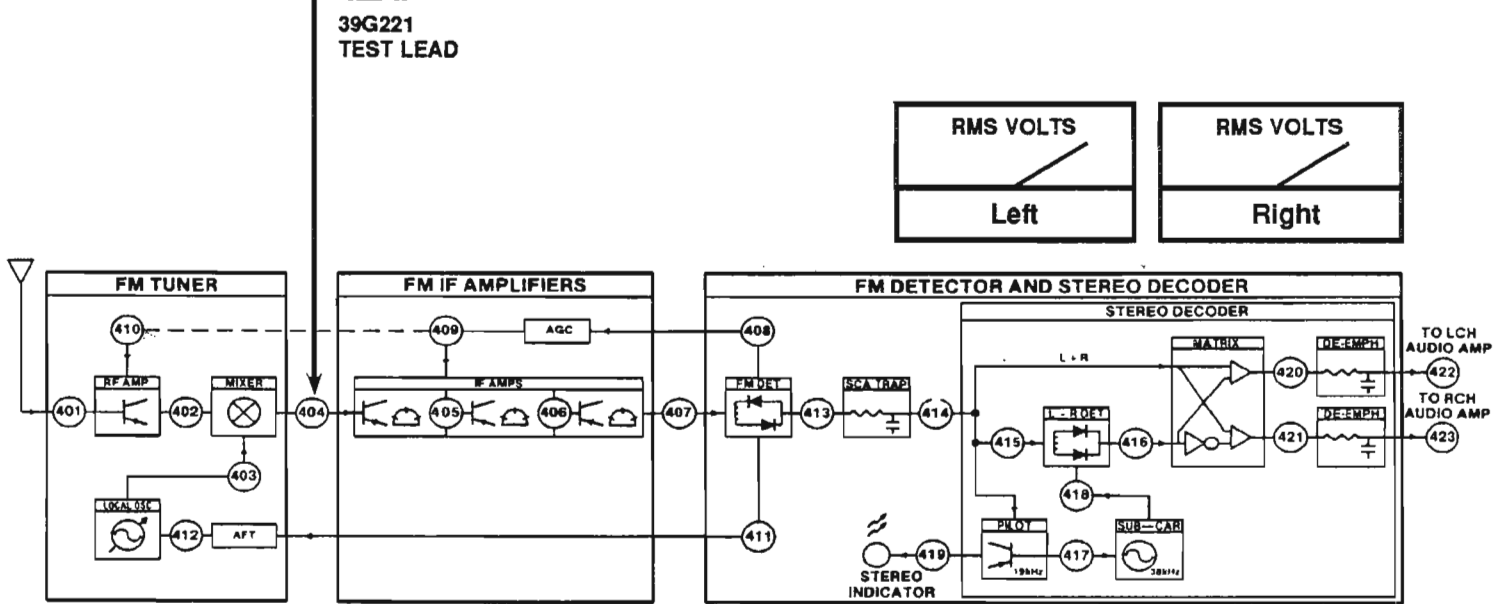 39G221
TEST LEAD
RMS VOLTS
Left
RMS VOLTS
Right
FM TUNER
410
RF AMP
MIXER
401
402
404
403
LOCAL OSC
412
AFT
FM IF AMPLIFIERS
409
AGC
IF AMPS
405
406
407
FM DETECTOR AND STEREO DECODER
408
FM DET
413
SCA TRAP
414
411
STEREO DECODER
L + R
MATRIX
DE-EMPH
420
TO LCH
AUDIO AMP
422
415
L - R DET
416
421
DE-EMPH
TO RCH
AUDIO AMP
423
418
PILOT
19kHz
417
SUB-CAR
38kHz
419
STEREO
INDICATOR